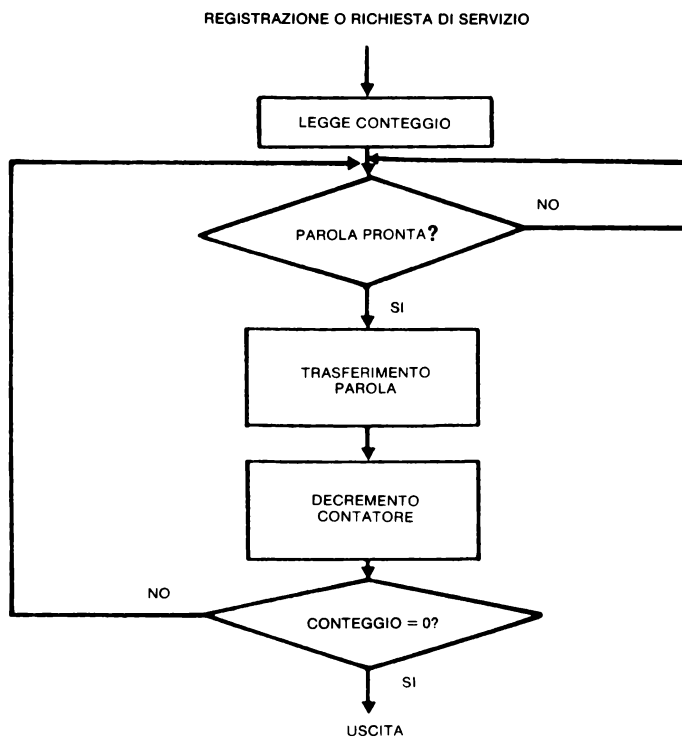 REGISTRAZIONE O RICHIESTA DI SERVIZIO
LEGGE CONTEGGIO
PAROLA PRONTA?
NO
SI
TRASFERIMENTO
PAROLA
DECREMENTO
CONTATORE
NO
CONTEGGIO = 0?
SI
USCITA